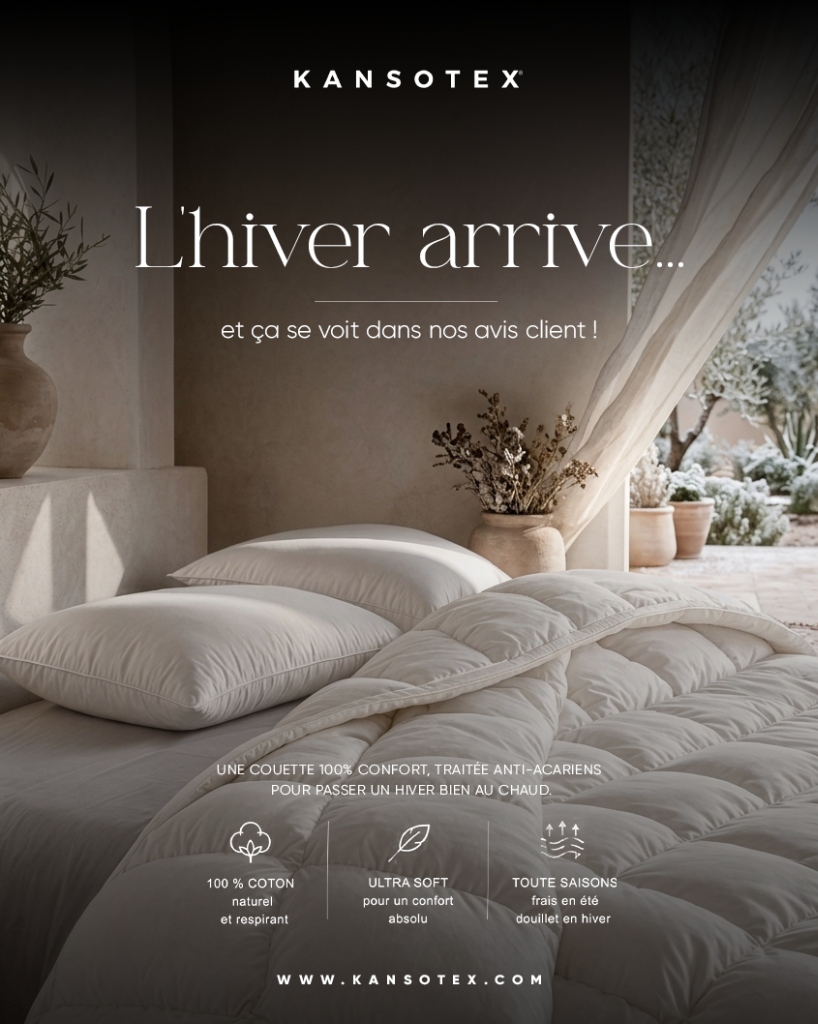 KANSOTEX®
L'hiver arrive...
et ça se voit dans nos avis client !
UNE COUETTE 100% CONFORT, TRAITÉE ANTI-ACARIENS
POUR PASSER UN HIVER BIEN AU CHAUD.
100 % COTON
naturel
et respirant
ULTRA SOFT
pour un confort
absolu
TOUTE SAISONS
frais en été
douillet en hiver
WWW.KANSOTEX.COM